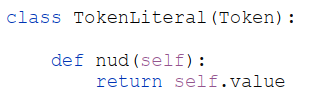 class TokenLiteral(Token):
    def nud(self):
        return self.value